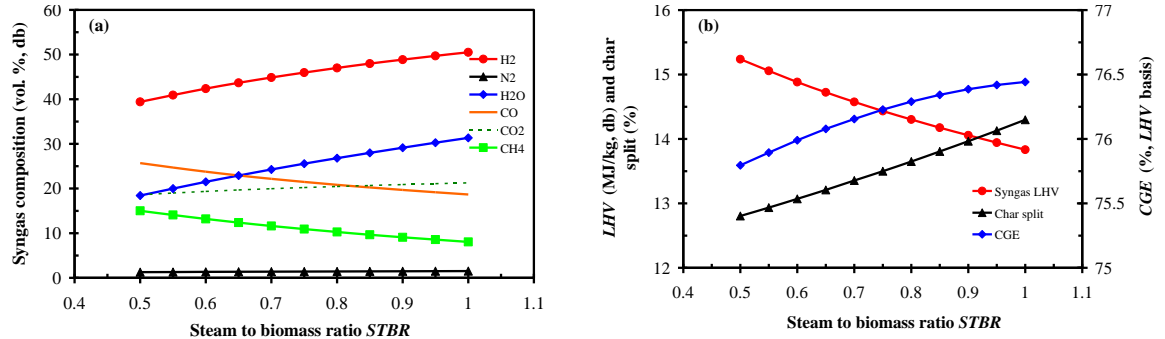 (a)
Syngas composition (vol. %, db)
60
50
40
30
20
10
0
0.4
0.5
0.6
0.7
0.8
0.9
1
1.1
Steam to biomass ratio STBR
H2
N2
H2O
CO
CO2
CH4
(b)
LHV (MJ/kg, db) and char
split (%)
16
15
14
13
12
0.4
0.5
0.6
0.7
0.8
0.9
1
1.1
Steam to biomass ratio STBR
Syngas LHV
Char split
CGE
77
76.5
76
75.5
75
CGE (%, LHV basis)